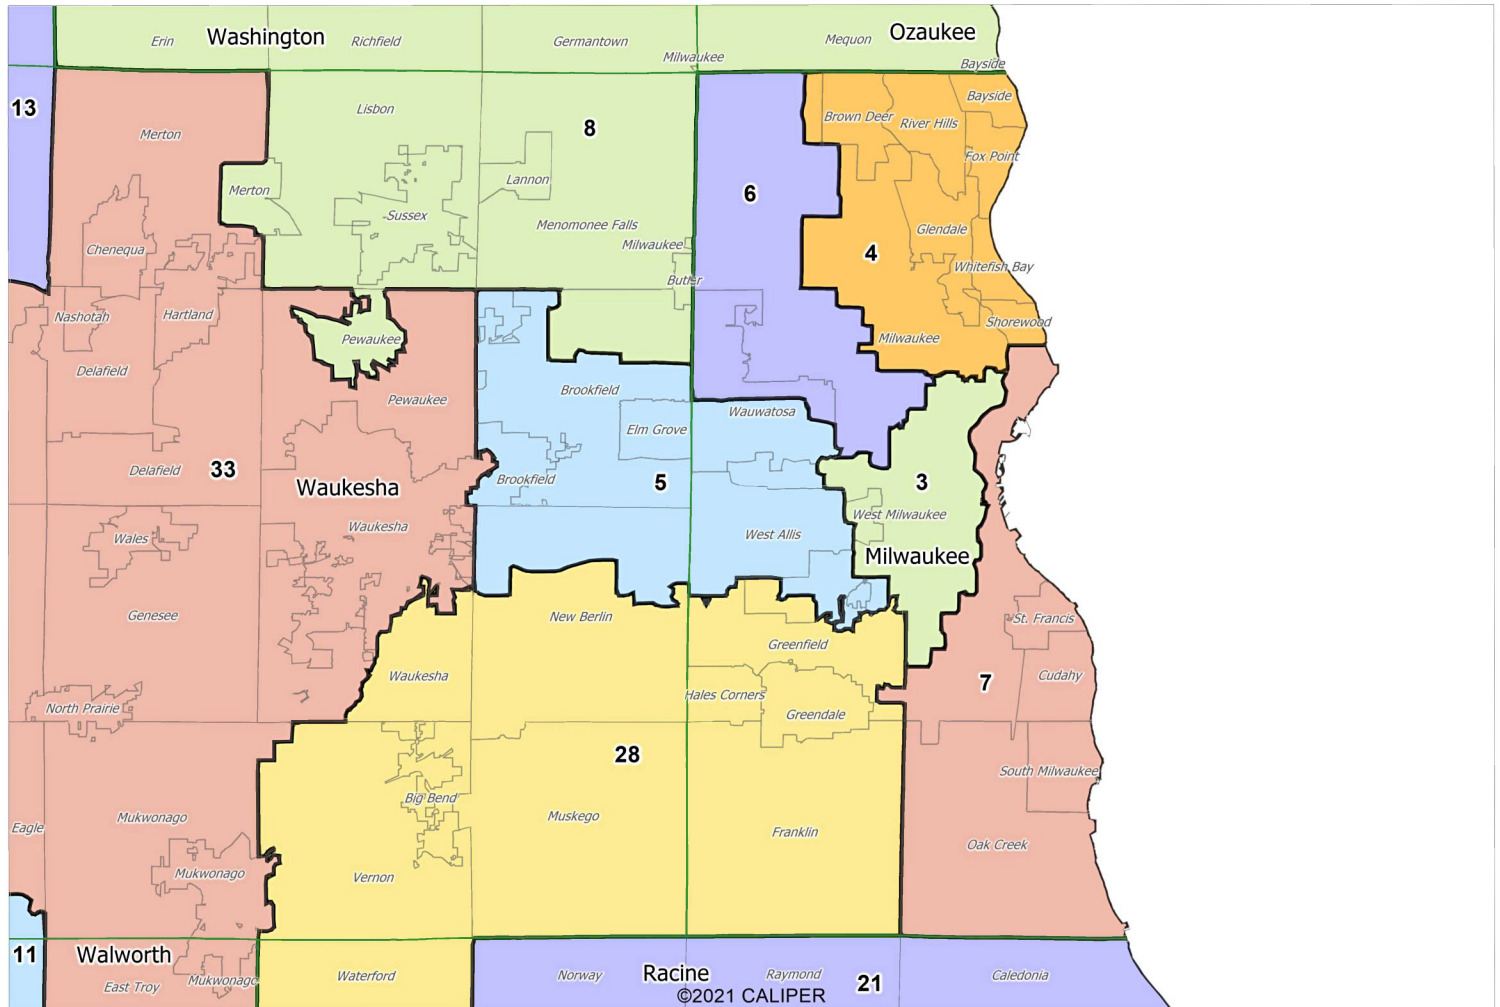 Erin
Washington
Richfield
Germantown
Milwaukee
Mequon
Ozaukee
Bayside
13
Merton
Lisbon
8
Brown Deer
River Hills
Bayside
Fox Point
Merton
Sussex
Lannon
Menomonee Falls
Milwaukee
Butler
6
4
Glendale
Whitefish Bay
Chenequa
Nashotah
Hartland
Pewaukee
Milwaukee
Shorewood
Delafield
Pewaukee
Brookfield
Elm Grove
Wauwatosa
Delafield
33
Waukesha
Brookfield
5
3
West Milwaukee
Wales
Waukesha
West Allis
Milwaukee
Genesee
New Berlin
Greenfield
St. Francis
Waukesha
Hales Corners
Greendale
7
Cudahy
North Prairie
28
South Milwaukee
Big Bend
Eagle
Mukwonago
Muskego
Franklin
Oak Creek
Mukwonago
Vernon
11
Walworth
East Troy
Mukwonago
Waterford
Norway
Racine
Raymond
21
Caledonia
©2021 CALIPER